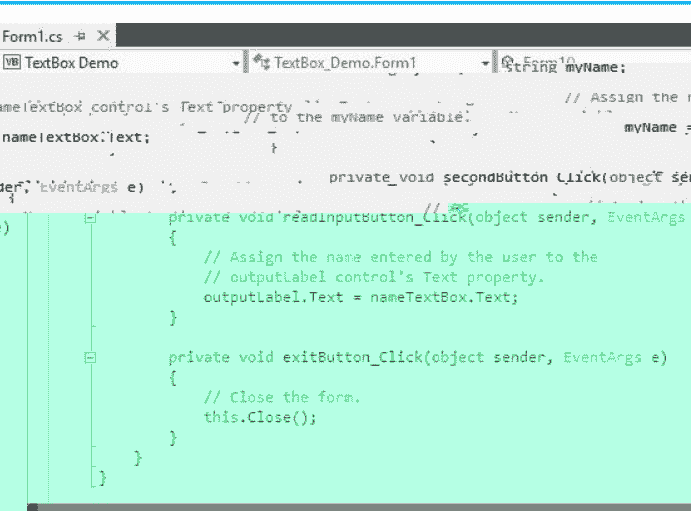 Form1.cs
TextBox Demo TextBox_Demo.Form1 Form1
string myName;
// Assign the
nameTextBox control's Text property
// to the myName variable.
nameTextBox.Text; myName =
}
private void secondButton_Click(object
EventArgs e)
{
//
private void readInputButton_Click(object sender, EventArgs
e)
{
// Assign the name entered by the user to the
// outputLabel control's Text property.
outputLabel.Text = nameTextBox.Text;
}
private void exitButton_Click(object sender, EventArgs e)
{
// Close the form.
this.Close();
}
}
}